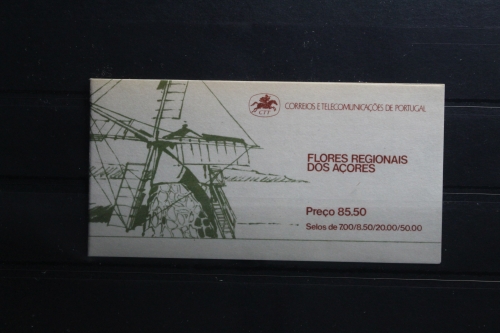 CTT
CORREIOS E TELECOMUNICAÇÕES DE PORTUGAL
FLORES REGIONAIS
DOS AÇORES
Preço 85.50
Selos de 7.00/8.50/20.00/50.00